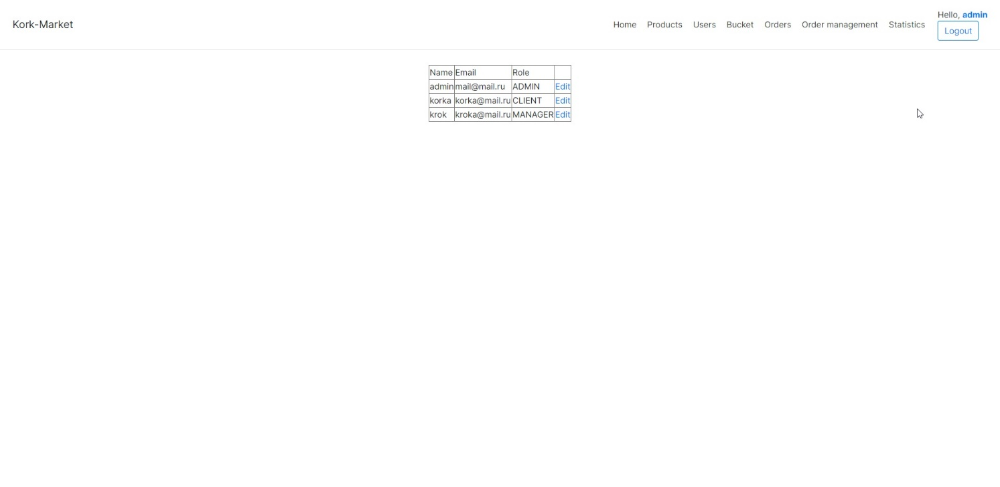 Kork-Market
Home Products Users Bucket Orders Order management Statistics
Hello, admin
Logout
Name Email Role
admin mail@mail.ru ADMIN Edit
korka korka@mail.ru CLIENT Edit
krok kroka@mail.ru MANAGER Edit